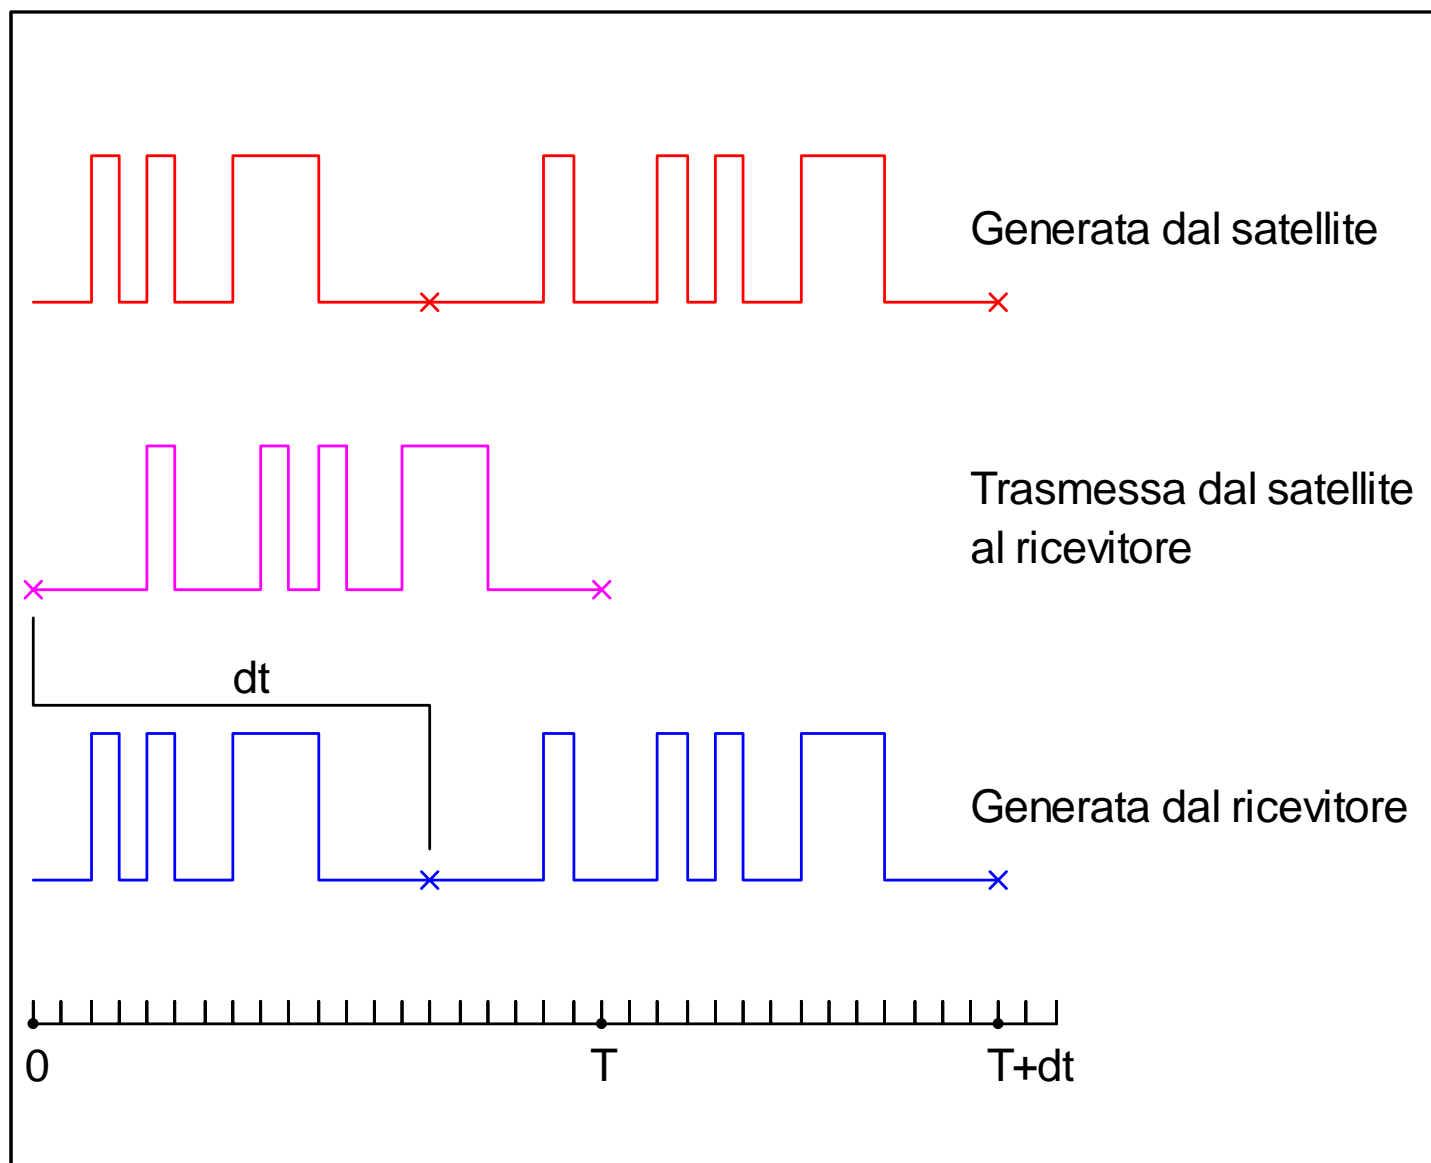 Generata dal satellite
Trasmessa dal satellite
al ricevitore
dt
Generata dal ricevitore
0 T T+dt